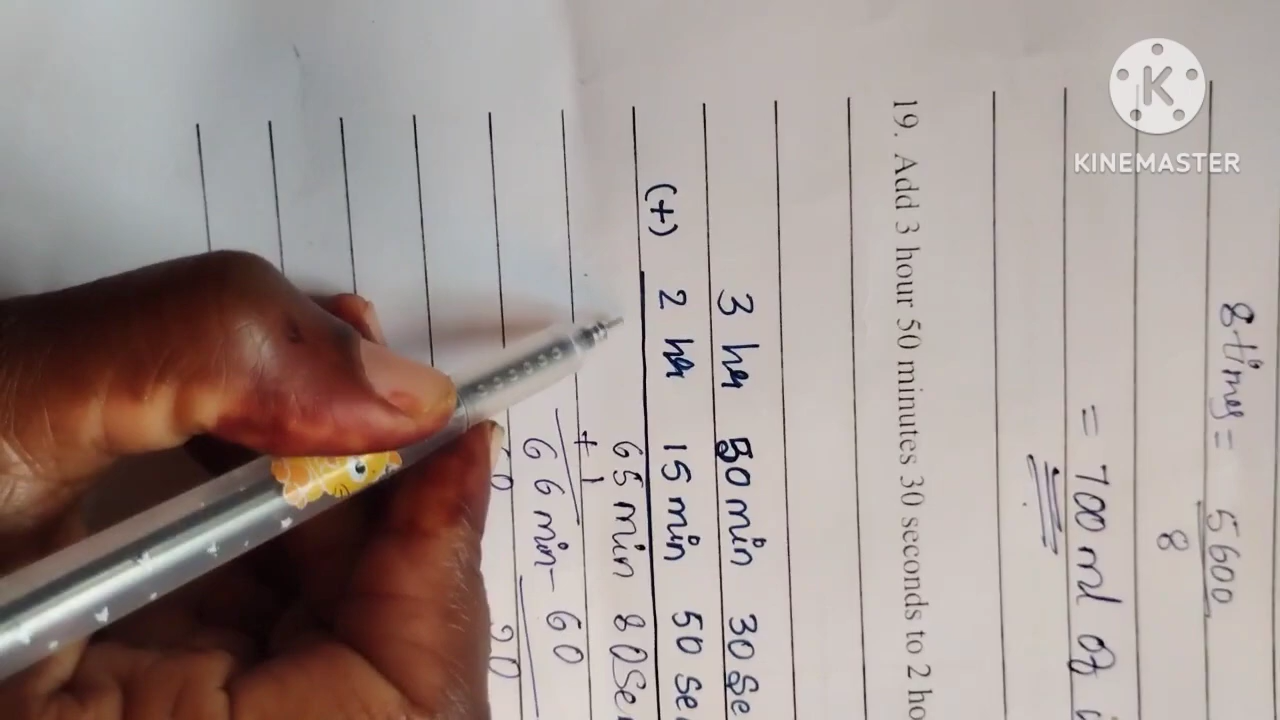 8 times = 5600
8
= 700 ml of
19. Add 3 hour 50 minutes 30 seconds to 2 ho
3 hr 50 min 30 Se
(+) 2 hr 15 min 50 se
65 min 80 Se
+ 1 60
66 min-
60 20
KINEMASTER